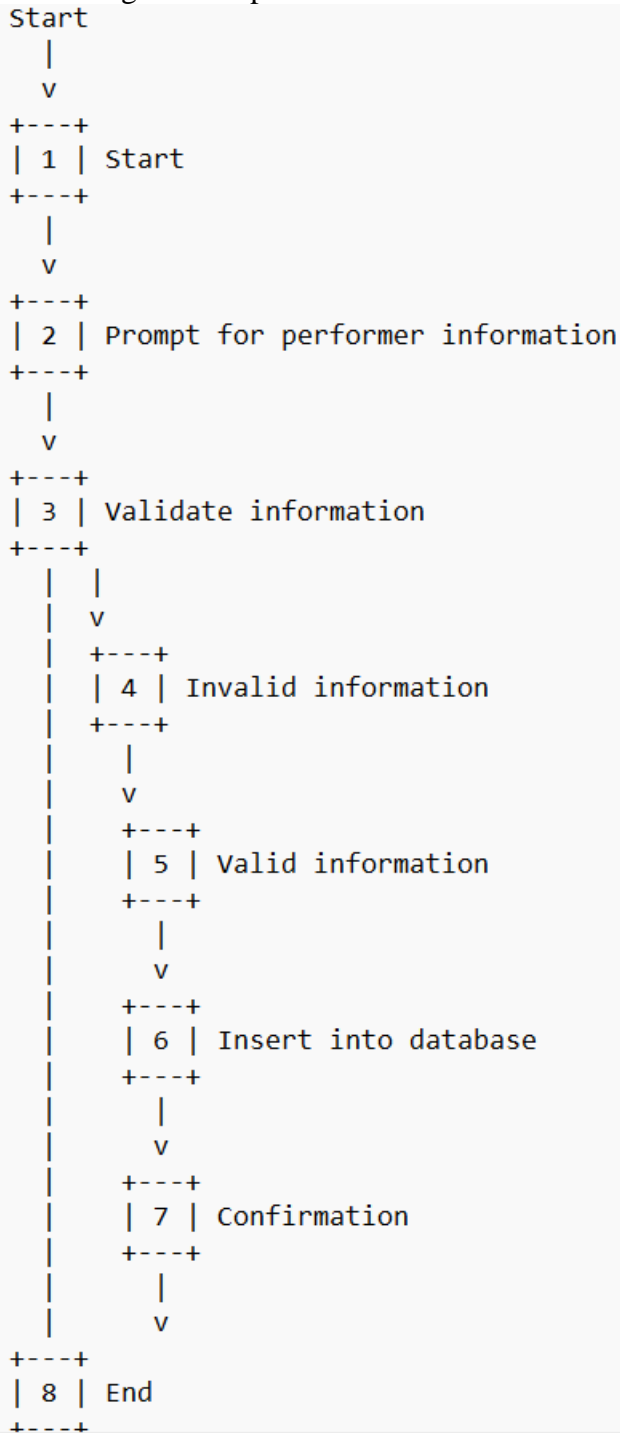 Start
  |
  v
+---+
| 1 | Start
+---+
  |
  v
+---+
| 2 | Prompt for performer information
+---+
  |
  v
+---+
| 3 | Validate information
+---+
  |  |
  |  v
  |  +---+
  |  | 4 | Invalid information
  |  +---+
  |    |
  |    v
  |    +---+
  |    | 5 | Valid information
  |    +---+
  |      |
  |      v
  |    +---+
  |    | 6 | Insert into database
  |    +---+
  |      |
  |      v
  |    +---+
  |    | 7 | Confirmation
  |    +---+
  |      |
  |      v
+---+
| 8 | End
+---+